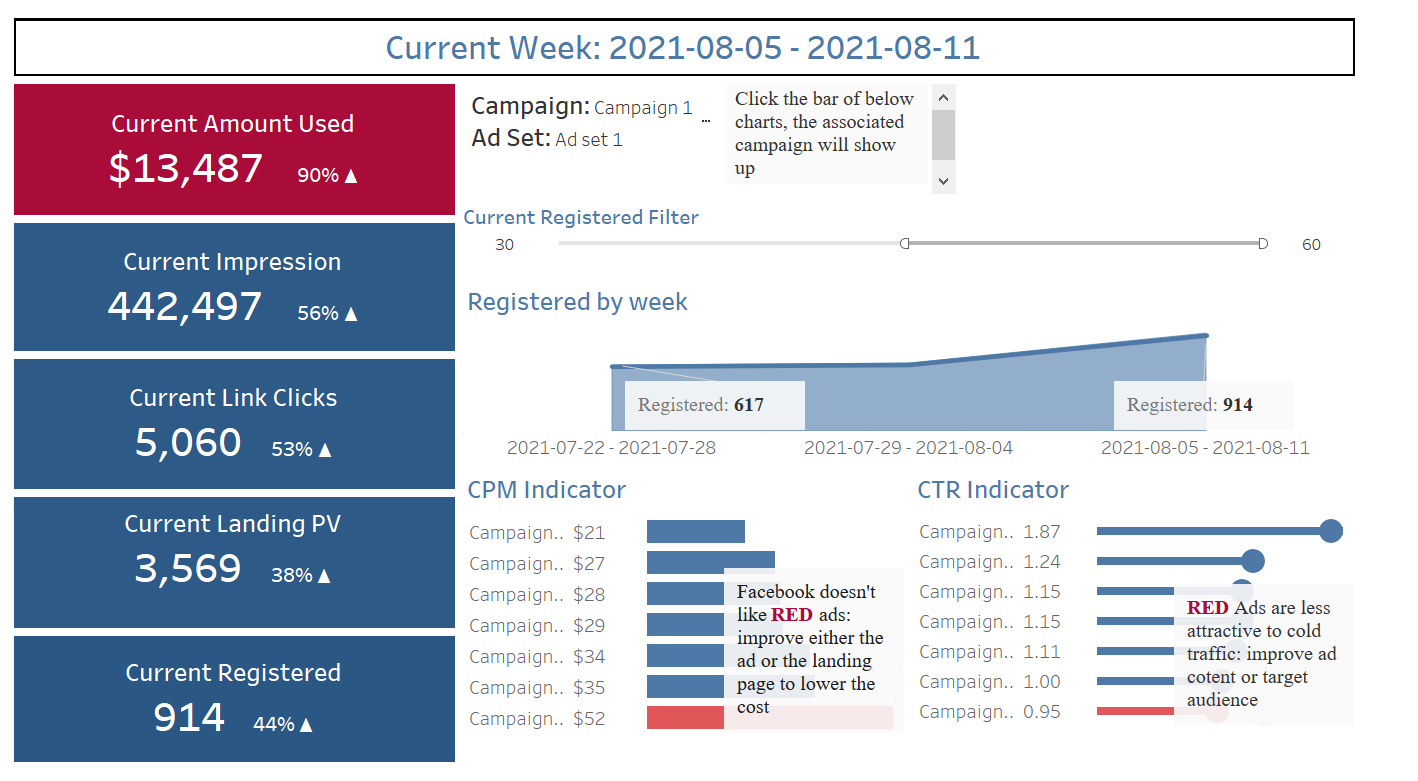 Current Week: 2021-08-05 - 2021-08-11
Current Amount Used
$13,487 90% ▲
Current Impression
442,497 56% ▲
Current Link Clicks
5,060 53% ▲
Current Landing PV
3,569 38% ▲
Current Registered
914 44% ▲
Campaign: Campaign 1
Ad Set: Ad set 1
...
Click the bar of below
charts, the associated
campaign will show
up
Current Registered Filter
30 60
Registered by week
Registered: 617
Registered: 914
2021-07-22 - 2021-07-28 2021-07-29 - 2021-08-04 2021-08-05 - 2021-08-11
CPM Indicator
Campaign.. $21
Campaign.. $27
Campaign.. $28
Campaign.. $29
Campaign.. $34
Campaign.. $35
Campaign.. $52
Facebook doesn't
like RED ads:
improve either the
ad or the landing
page to lower the
cost
CTR Indicator
Campaign.. 1.87
Campaign.. 1.24
Campaign.. 1.15
Campaign.. 1.15
Campaign.. 1.11
Campaign.. 1.00
Campaign.. 0.95
RED Ads are less
attractive to cold
traffic: improve ad
cotent or target
audience